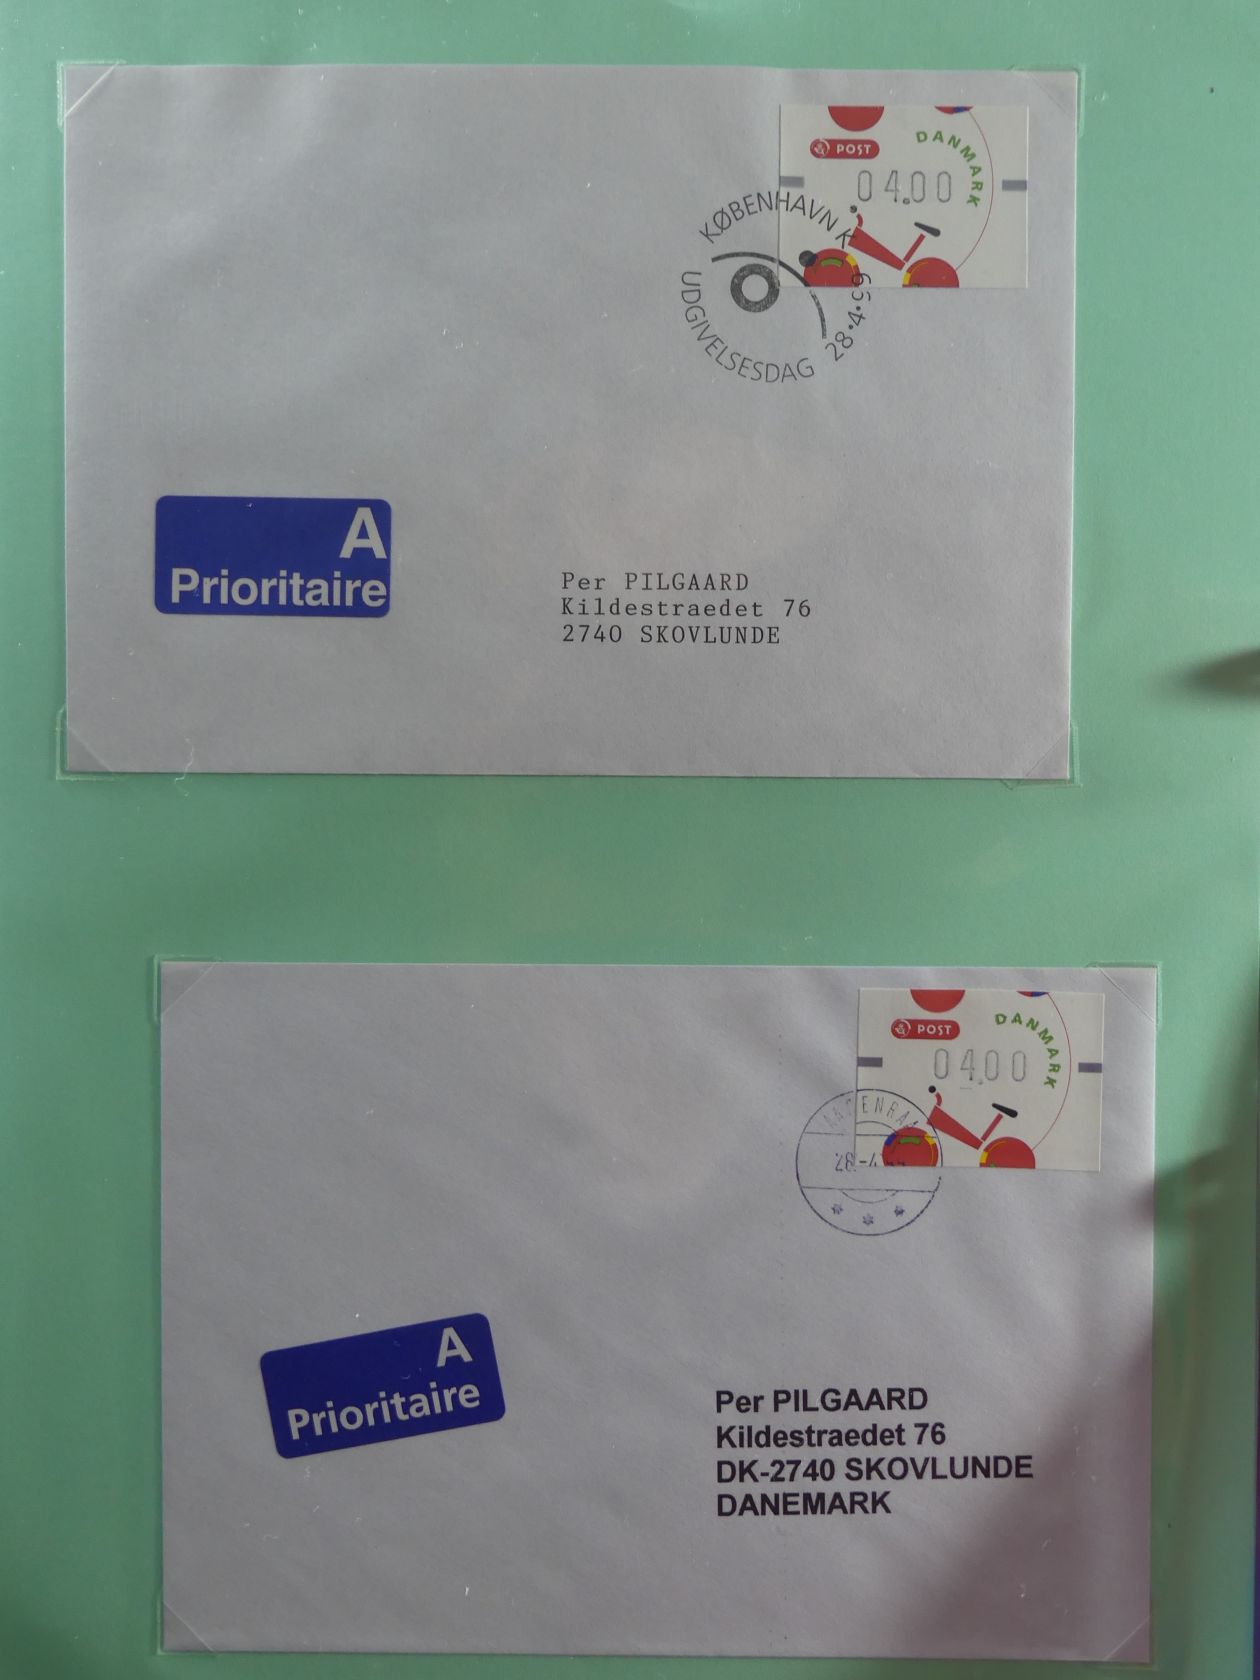 POST
DANMARK
04.00
KØBENHAVN K
UDGIVELSESDAG 28.4.99
A
Prioritaire
Per PILGAARD
Kildestraedet 76
2740 SKOVLUNDE
POST
DANMARK
04.00
A
Prioritaire
Per PILGAARD
Kildestraedet 76
DK-2740 SKOVLUNDE
DANEMARK